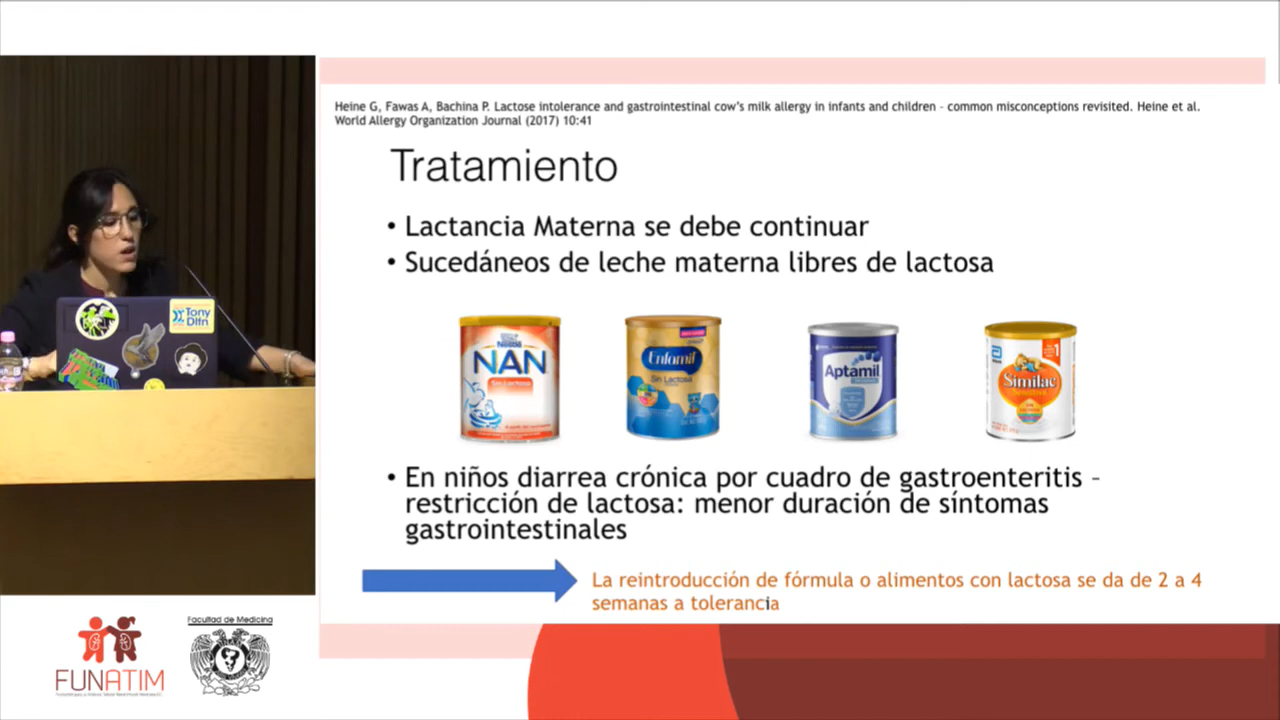 Heine G, Fawas A, Bachina P. Lactose intolerance and gastrointestinal cow's milk allergy in infants and children - common misconceptions revisited. Heine et al.
World Allergy Organization Journal (2017) 10:41
Tratamiento
• Lactancia Materna se debe continuar
• Sucedáneos de leche materna libres de lactosa
Nestlé
NAN
Sin Lactosa
Enfamil
Sin Lactosa
Aptamil
1
Similac
• En niños diarrea crónica por cuadro de gastroenteritis –
restricción de lactosa: menor duración de síntomas
gastrointestinales
La reintroducción de fórmula o alimentos con lactosa se da de 2 a 4
semanas a tolerancia
Tony
Dltn
FUNATIM
Facultad de Medicina